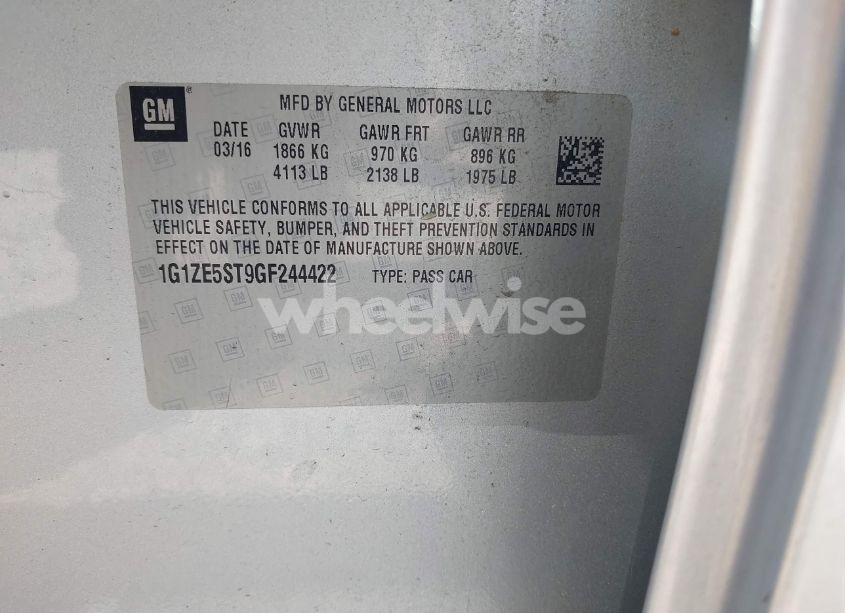 GM
MFD BY GENERAL MOTORS LLC
DATE GVWR GAWR FRT GAWR RR
03/16 1866 KG 970 KG 896 KG
4113 LB 2138 LB 1975 LB
THIS VEHICLE CONFORMS TO ALL APPLICABLE U.S. FEDERAL MOTOR
VEHICLE SAFETY, BUMPER, AND THEFT PREVENTION STANDARDS IN
EFFECT ON THE DATE OF MANUFACTURE SHOWN ABOVE.
1G1ZE5ST9GF244422 TYPE: PASS CAR
wheelwise